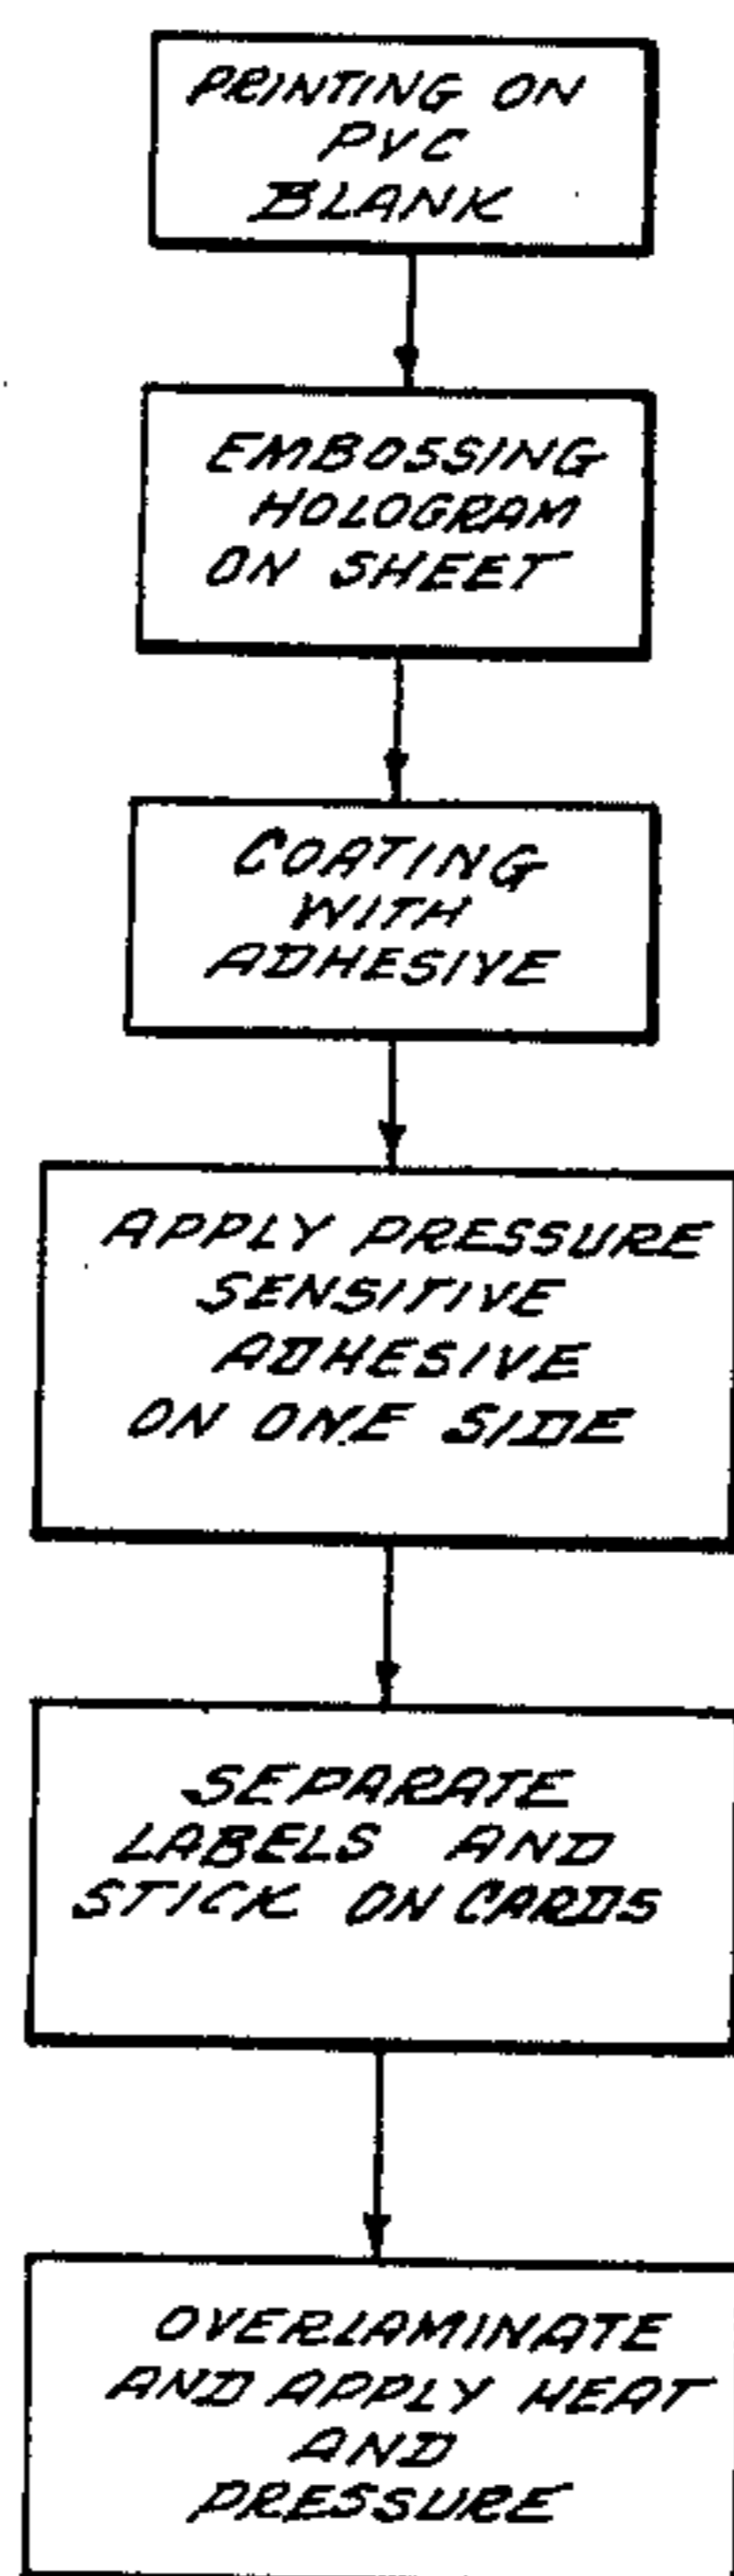 PRINTING ON
PVC
BLANK
EMBOSSING
HOLOGRAM
ON SHEET
COATING
WITH
ADHESIVE
APPLY PRESSURE
SENSITIVE
ADHESIVE
ON ONE SIDE
SEPARATE
LABELS AND
STICK ON CARDS
OVERLAMINATE
AND APPLY HEAT
AND
PRESSURE